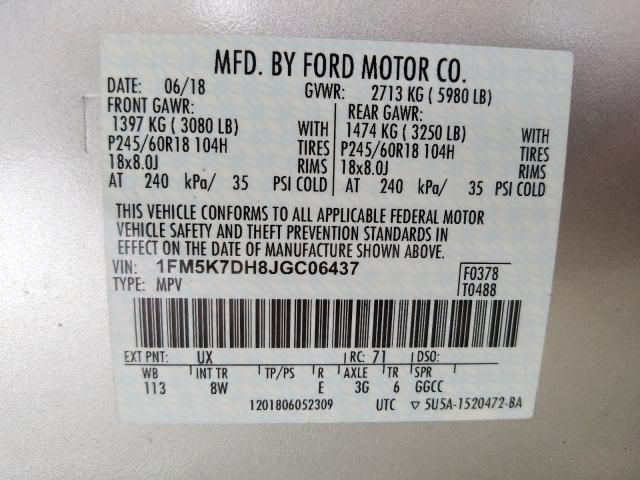 MFD. BY FORD MOTOR CO.
DATE: 06/18 GVWR: 2713 KG ( 5980 LB)
FRONT GAWR: REAR GAWR:
1397 KG ( 3080 LB) WITH 1474 KG ( 3250 LB) WITH
P245/60R18 104H TIRES P245/60R18 104H TIRES
18x8.0J RIMS 18x8.0J RIMS
AT 240 kPa/ 35 PSI COLD AT 240 kPa/ 35 PSI COLD
THIS VEHICLE CONFORMS TO ALL APPLICABLE FEDERAL MOTOR
VEHICLE SAFETY AND THEFT PREVENTION STANDARDS IN
EFFECT ON THE DATE OF MANUFACTURE SHOWN ABOVE.
VIN: 1FM5K7DH8JGC06437 F0378
TYPE: MPV T0488
EXT PNT: UX RC: 71 DSO:
WB INT TR TP/PS R AXLE TR SPR
113 8W E 3G 6 GGCC
1201806052309 UTC ▽ 5U5A-1520472-BA